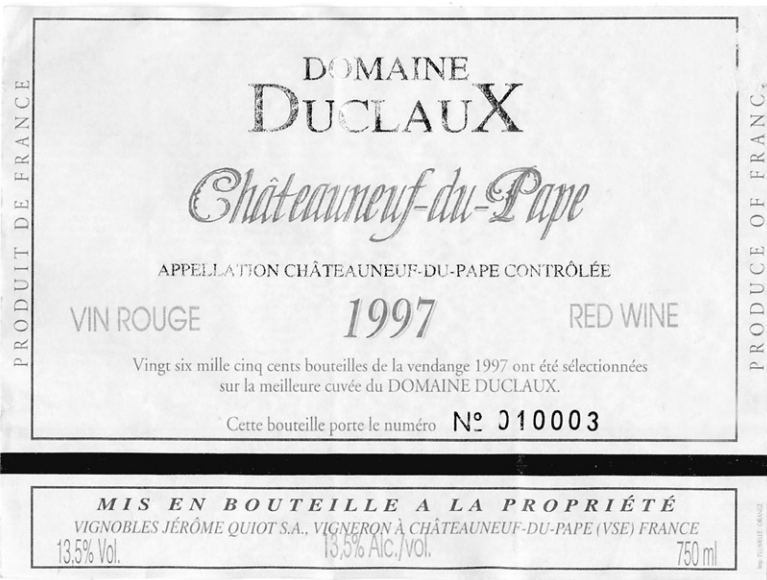 DOMAINE
DUCLAUX
Châteauneuf-du-Pape
APPELLATION CHÂTEAUNEUF-DU-PAPE CONTRÔLÉE
VIN ROUGE 1997 RED WINE
Vingt six mille cinq cents bouteilles de la vendange 1997 ont été sélectionnées
sur la meilleure cuvée du DOMAINE DUCLAUX.
Cette bouteille porte le numéro Nº 010003
PRODUIT DE FRANCE
PRODUCE OF FRANC
MIS EN BOUTEILLE A LA PROPRIÉTÉ
VIGNOBLES JÉRÔME QUIOT S.A., VIGNERON À CHÂTEAUNEUF-DU-PAPE (VSE) FRANCE
13,5% Vol. 13,5% Alc./vol. 750 ml